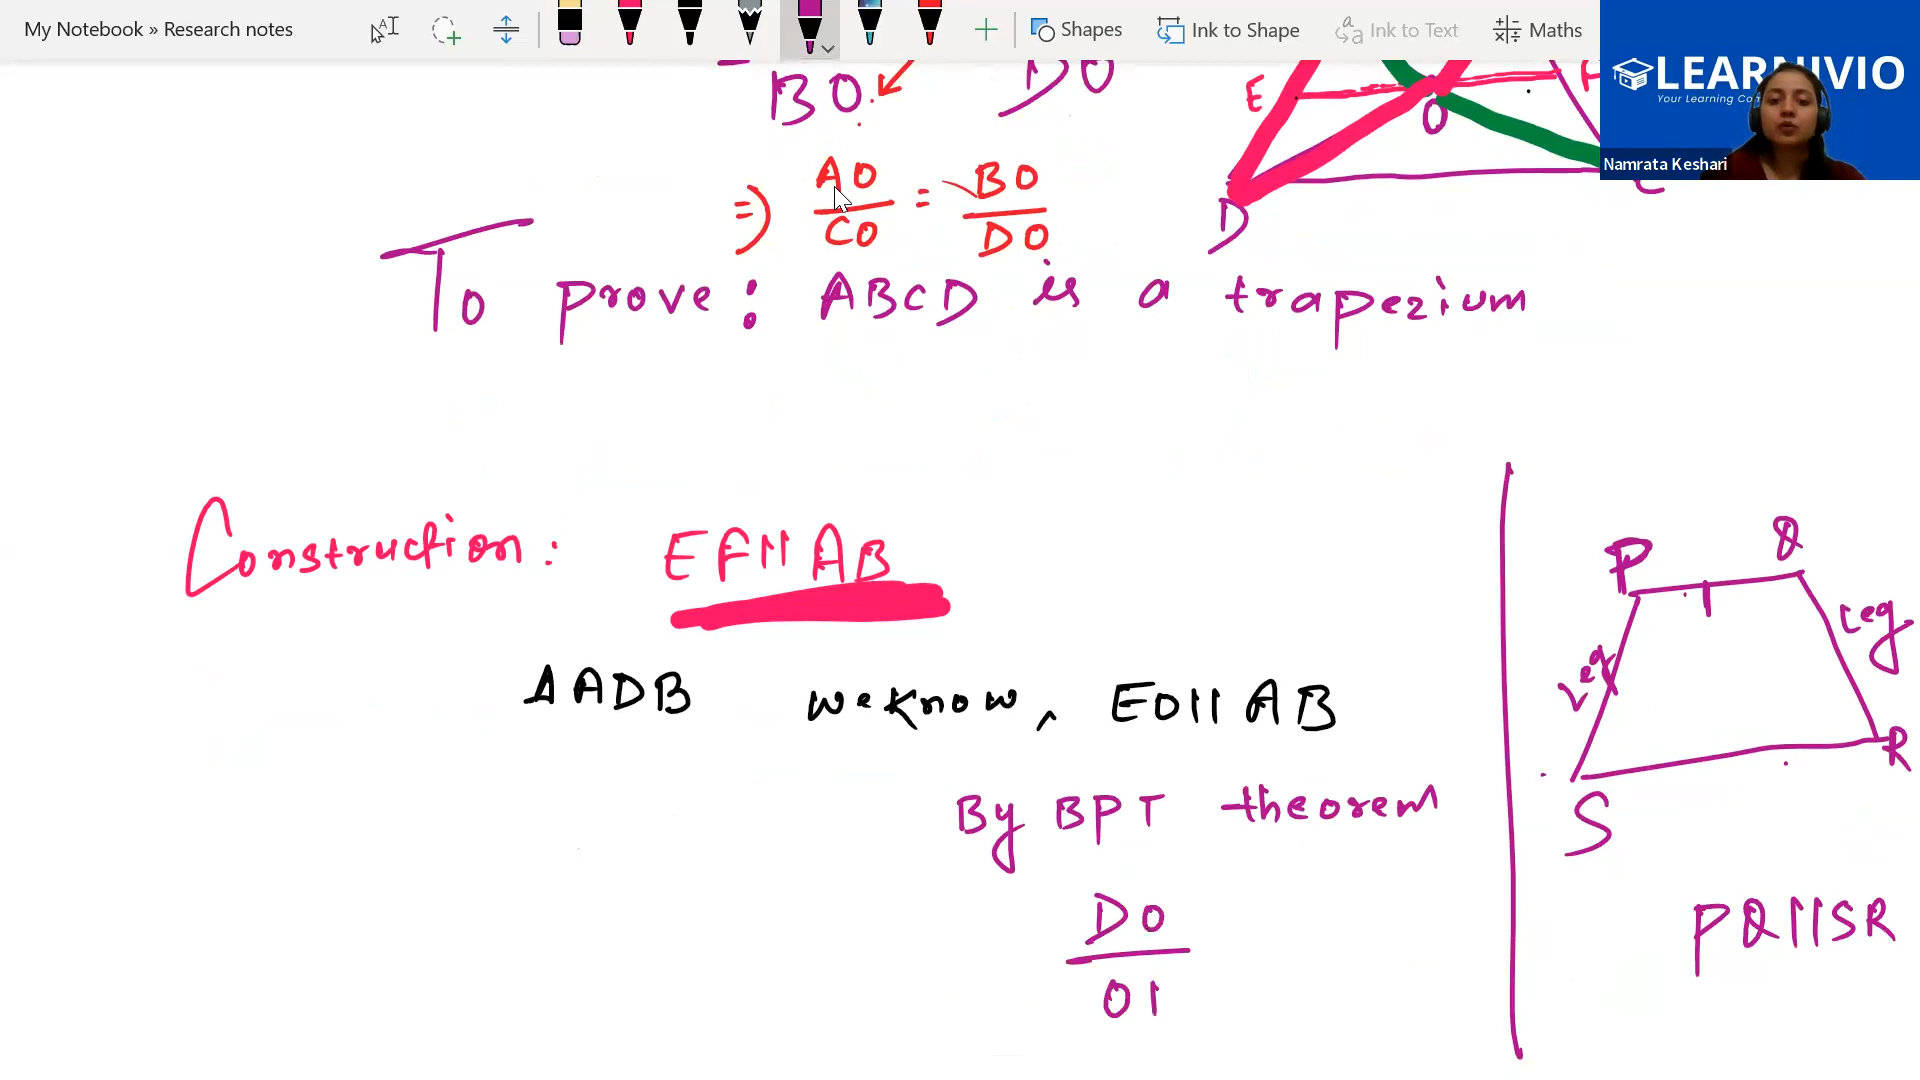 My Notebook » Research notes
Shapes
Ink to Shape
Ink to Text
Maths
LEARNIVIO
Namrata Keshari
BO DO
E
O
D
=> AO/CO = BO/DO
To prove: ABCD is a trapezium
Construction: EF || AB
Δ ADB we know, EO || AB
By BPT theorem
DO
O
P Q
Leg
Leg
S R
PQ || SR